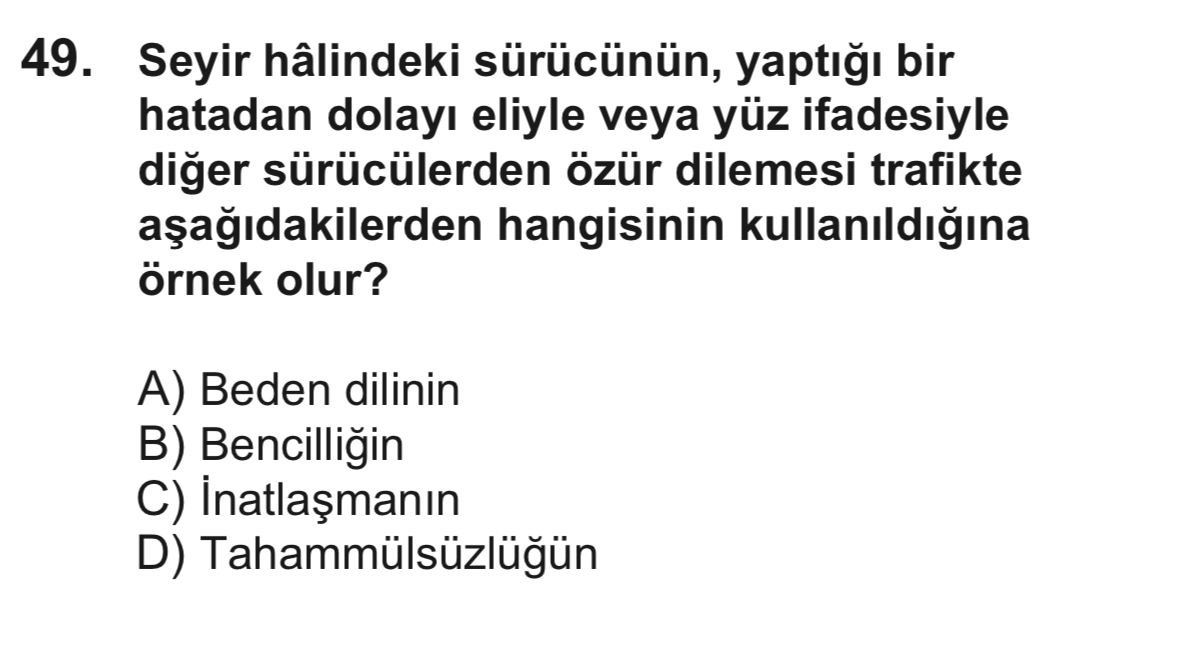 49. Seyir hâlindeki sürücünün, yaptığı bir
hatadan dolayı eliyle veya yüz ifadesiyle
diğer sürücülerden özür dilemesi trafikte
aşağıdakilerden hangisinin kullanıldığına
örnek olur?
A) Beden dilinin
B) Bencilliğin
C) İnatlaşmanın
D) Tahammülsüzlüğün